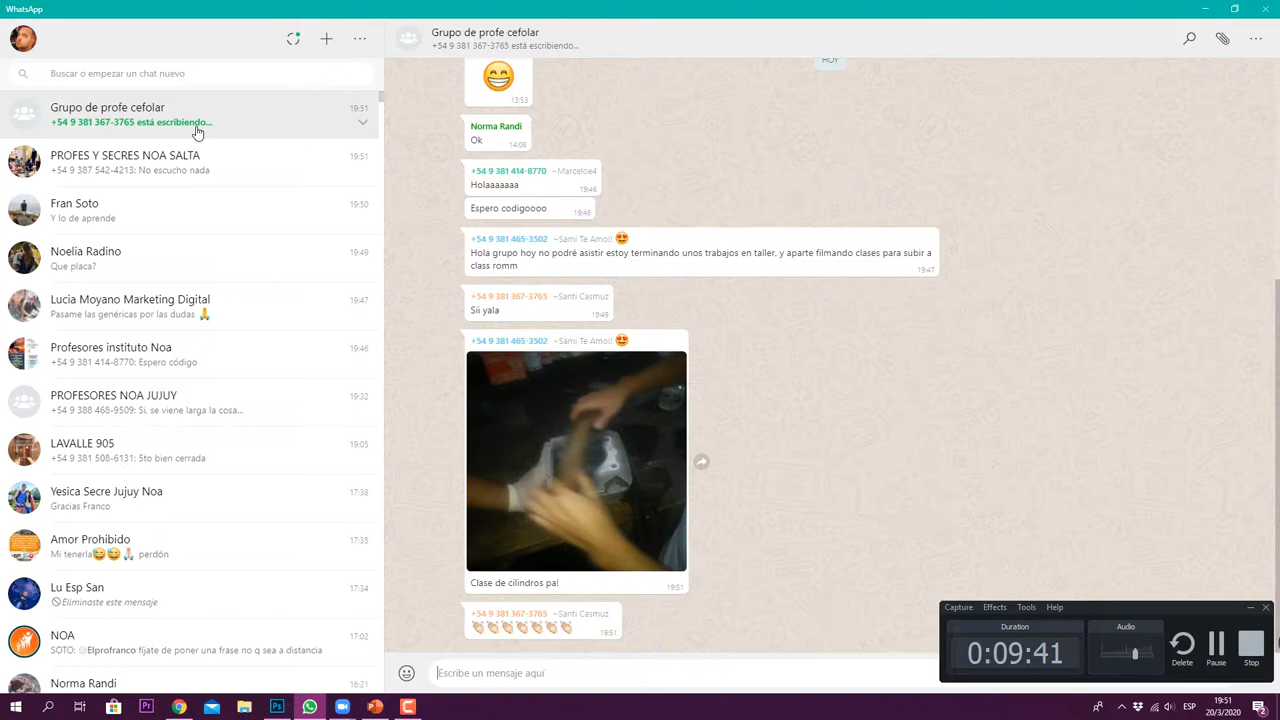 WhatsApp
Buscar o empezar un chat nuevo
Grupo de profe cefolar
19:51
+54 9 381 367-3765 está escribiendo...
PROFES Y SECRES NOA SALTA
19:51
+54 9 387 542-4213: No escucho nada
Fran Soto
19:50
Y lo de aprende
Noelia Radino
19:49
Que placa?
Lucia Moyano Marketing Digital
19:47
Pasame las genéricas por las dudas 🙏
Profesores instituto Noa
19:46
+54 9 381 414-8770: Espero código
PROFESORES NOA JUJUY
19:32
+54 9 388 468-9509: Si, se viene larga la cosa...
LAVALLE 905
19:05
+54 9 381 508-6131: 5to bien cerrada
Yesica Secre Jujuy Noa
17:38
Gracias Franco
Amor Prohibido
17:35
Mi tenerla😅😅🙏 perdón
Lu Esp San
17:34
Eliminaste este mensaje
NOA
17:02
SOTO: @Elprofranco fíjate de poner una frase no q sea a distancia
Norma Randi
16:21
Grupo de profe cefolar
+54 9 381 367-3765 está escribiendo...
HOY
13:53
Norma Randi
Ok
14:08
+54 9 381 414-8770 ~Marceloe4
Holaaaaaaa
19:46
Espero codigoooo
19:46
+54 9 381 465-3502 ~Sami Te Amo!! 😍
Hola grupo hoy no podré asistir estoy terminando unos trabajos en taller, y aparte filmando clases para subir a
class romm
19:47
+54 9 381 367-3765 ~Santi Casmuz
Sii yala
19:49
+54 9 381 465-3502 ~Sami Te Amo!! 😍
Clase de cilindros pa!
19:51
+54 9 381 367-3765 ~Santi Casmuz
👏🏻👏🏻👏🏻👏🏻👏🏻👏🏻👏🏻
19:51
Escribe un mensaje aquí
Capture Effects Tools Help
Duration
Audio
0:09:41
Delete Pause Stop
Pr
Ps
ESP
19:51
20/3/2020
2